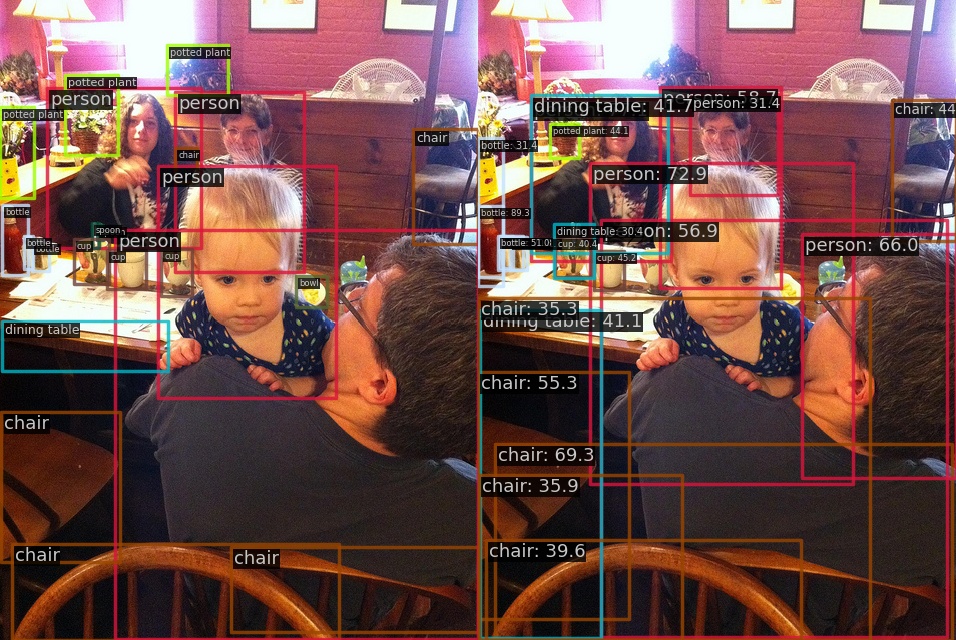 potted plant
potted plant
person
person
potted plant
chair
chair
person
bottle
spoon
person
bottle
bottle
cup
cup
cup
bowl
dining table
chair
chair
chair
person: 58.7
dining table: 41.7
person: 31.4
chair: 44
potted plant: 44.1
bottle: 31.4
person: 72.9
bottle: 89.3
dining table: 30.4
on: 56.9
bottle: 51.0
cup: 40.4
person: 66.0
cup: 45.2
chair: 35.3
dining table: 41.1
chair: 55.3
chair: 69.3
chair: 35.9
chair: 39.6